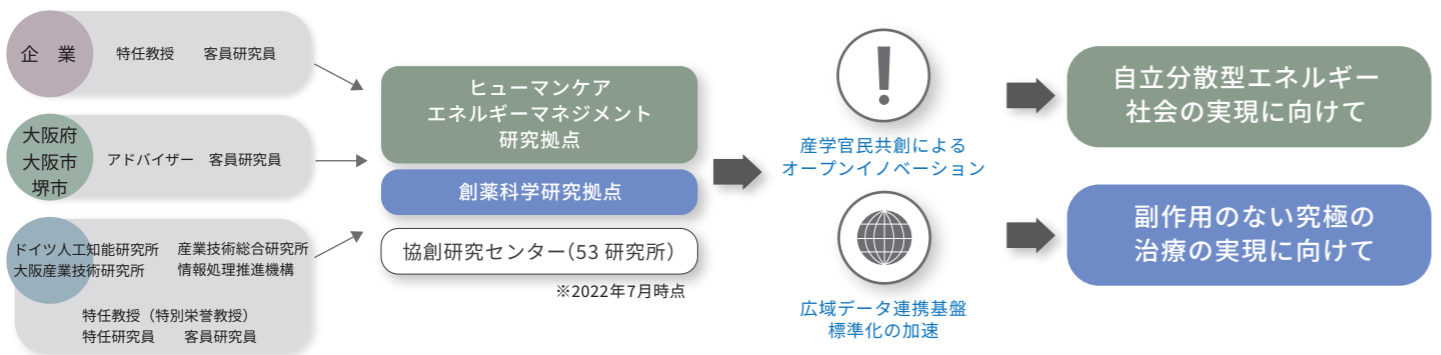 企　業
特任教授　客員研究員
大阪府
大阪市
堺市
アドバイザー　客員研究員
ドイツ人工知能研究所　産業技術総合研究所
大阪産業技術研究所　情報処理推進機構
特任教授（特別栄誉教授）
特任研究員　客員研究員
ヒューマンケア
エネルギーマネジメント
研究拠点
創薬科学研究拠点
協創研究センター（53 研究所）
※2022年7月時点
!
産学官民共創による
オープンイノベーション
広域データ連携基盤
標準化の加速
自立分散型エネルギー
社会の実現に向けて
副作用のない究極の
治療の実現に向けて